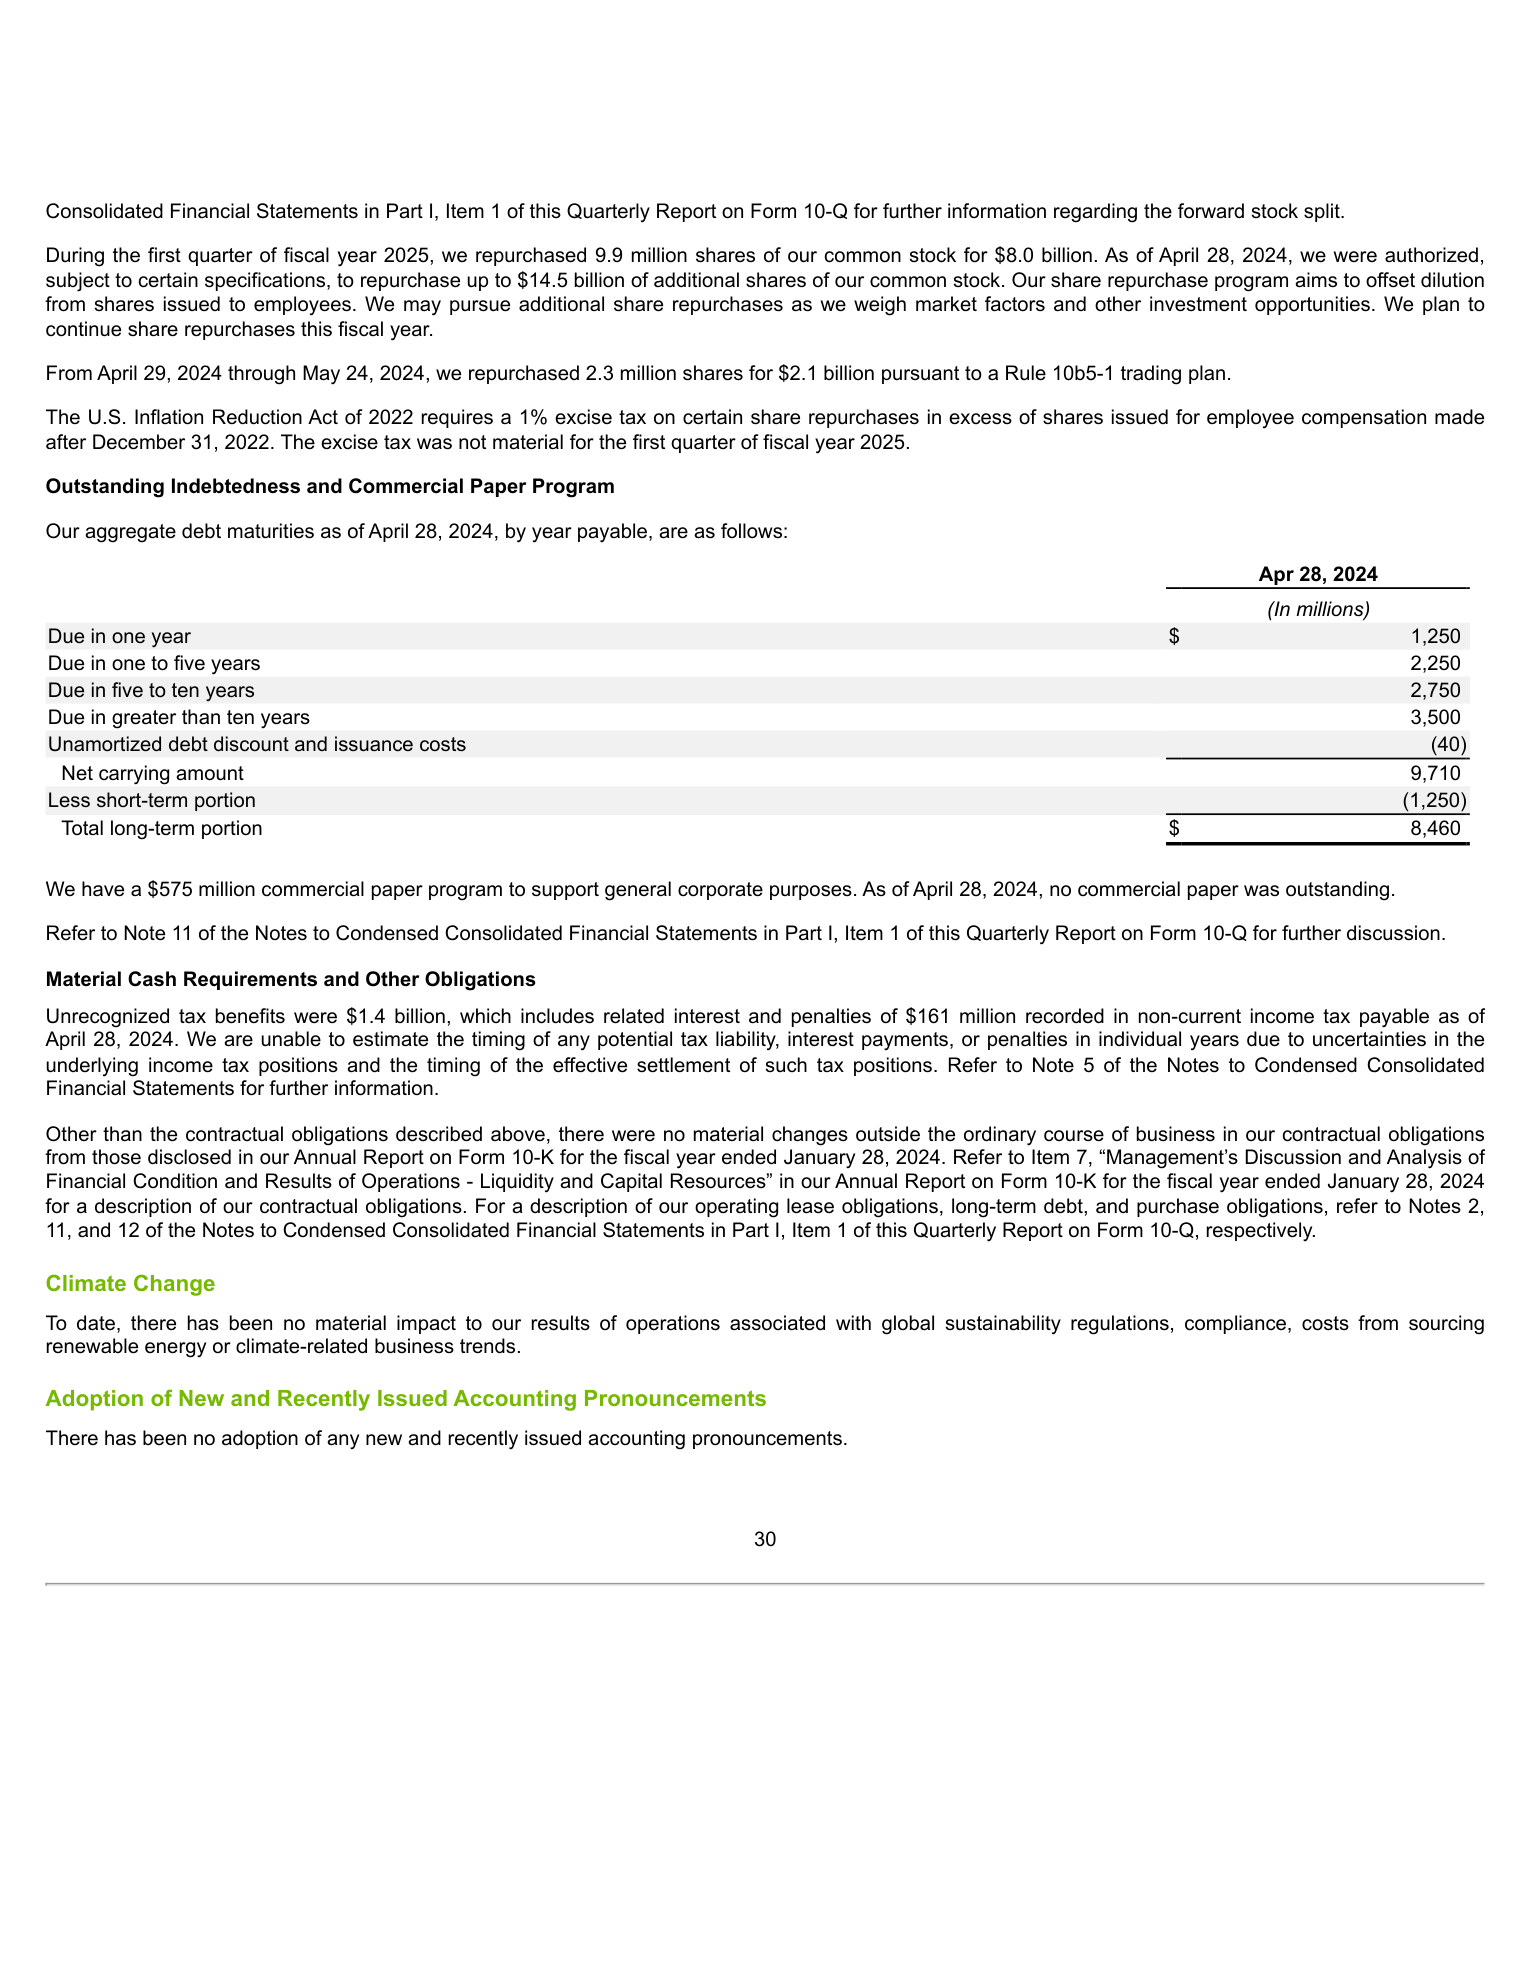 Consolidated Financial Statements in Part I, Item 1 of this Quarterly Report on Form 10-Q for further information regarding the forward stock split.
During the first quarter of fiscal year 2025, we repurchased 9.9 million shares of our common stock for $8.0 billion. As of April 28, 2024, we were authorized,
subject to certain specifications, to repurchase up to $14.5 billion of additional shares of our common stock. Our share repurchase program aims to offset dilution
from shares issued to employees. We may pursue additional share repurchases as we weigh market factors and other investment opportunities. We plan to
continue share repurchases this fiscal year.
From April 29, 2024 through May 24, 2024, we repurchased 2.3 million shares for $2.1 billion pursuant to a Rule 10b5-1 trading plan.
The U.S. Inflation Reduction Act of 2022 requires a 1% excise tax on certain share repurchases in excess of shares issued for employee compensation made
after December 31, 2022. The excise tax was not material for the first quarter of fiscal year 2025.
Outstanding Indebtedness and Commercial Paper Program
Our aggregate debt maturities as of April 28, 2024, by year payable, are as follows:
Apr 28, 2024
(In millions)
Due in one year $ 1,250
Due in one to five years 2,250
Due in five to ten years 2,750
Due in greater than ten years 3,500
Unamortized debt discount and issuance costs (40)
Net carrying amount 9,710
Less short-term portion (1,250)
Total long-term portion $ 8,460
We have a $575 million commercial paper program to support general corporate purposes. As of April 28, 2024, no commercial paper was outstanding.
Refer to Note 11 of the Notes to Condensed Consolidated Financial Statements in Part I, Item 1 of this Quarterly Report on Form 10-Q for further discussion.
Material Cash Requirements and Other Obligations
Unrecognized tax benefits were $1.4 billion, which includes related interest and penalties of $161 million recorded in non-current income tax payable as of
April 28, 2024. We are unable to estimate the timing of any potential tax liability, interest payments, or penalties in individual years due to uncertainties in the
underlying income tax positions and the timing of the effective settlement of such tax positions. Refer to Note 5 of the Notes to Condensed Consolidated
Financial Statements for further information.
Other than the contractual obligations described above, there were no material changes outside the ordinary course of business in our contractual obligations
from those disclosed in our Annual Report on Form 10-K for the fiscal year ended January 28, 2024. Refer to Item 7, “Management’s Discussion and Analysis of
Financial Condition and Results of Operations - Liquidity and Capital Resources” in our Annual Report on Form 10-K for the fiscal year ended January 28, 2024
for a description of our contractual obligations. For a description of our operating lease obligations, long-term debt, and purchase obligations, refer to Notes 2,
11, and 12 of the Notes to Condensed Consolidated Financial Statements in Part I, Item 1 of this Quarterly Report on Form 10-Q, respectively.
Climate Change
To date, there has been no material impact to our results of operations associated with global sustainability regulations, compliance, costs from sourcing
renewable energy or climate-related business trends.
Adoption of New and Recently Issued Accounting Pronouncements
There has been no adoption of any new and recently issued accounting pronouncements.
30